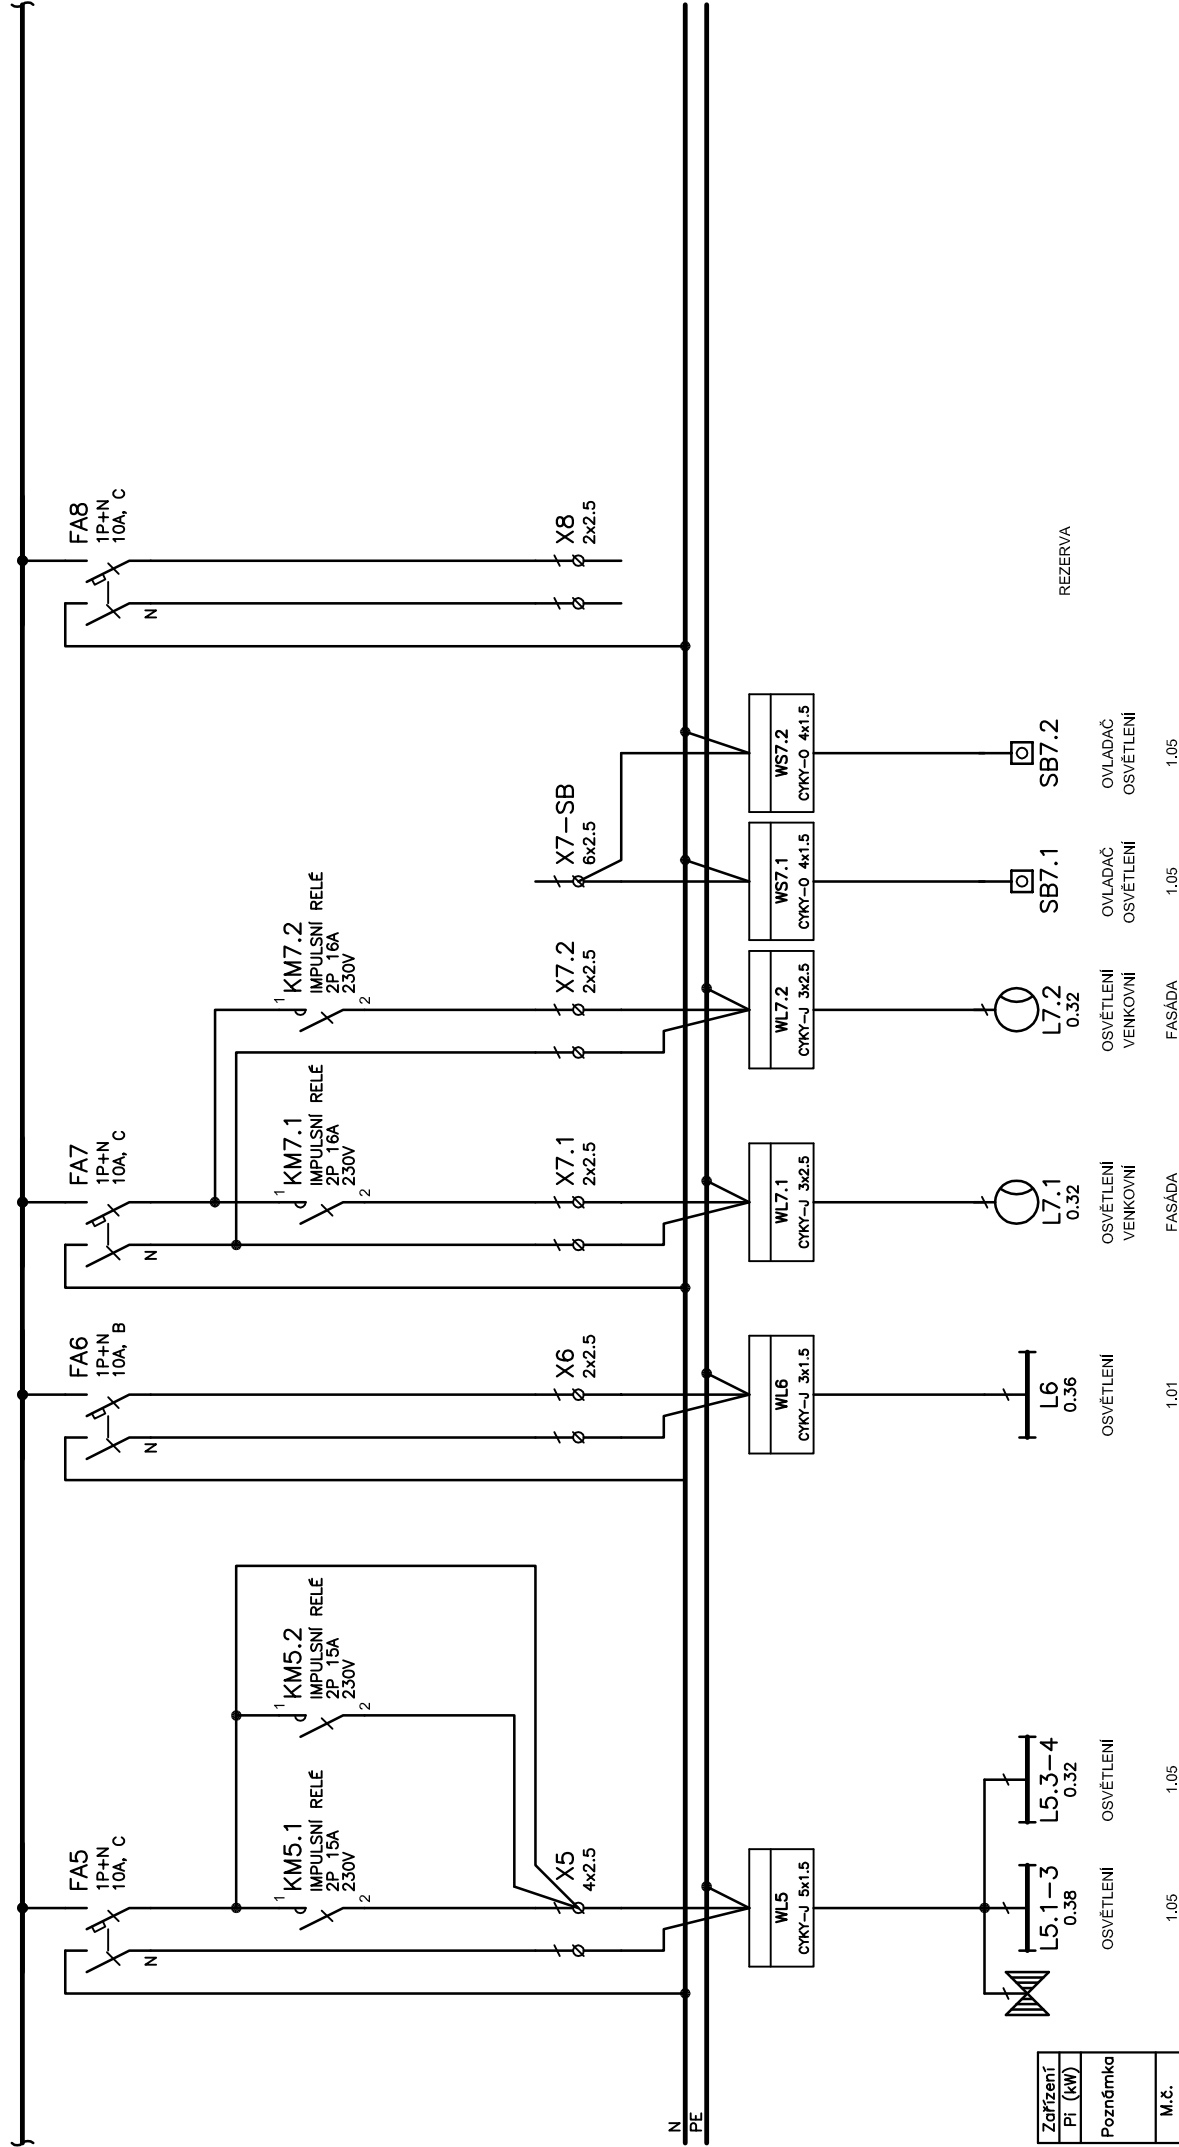 FA5
1P+N
10A, C
FA6
1P+N
10A, B
FA7
1P+N
10A, C
FA8
1P+N
10A, C
N
N
N
N
1
KM5.1
IMPULSNÍ RELÉ
2P 15A
230V
2
1
KM5.2
IMPULSNÍ RELÉ
2P 15A
230V
2
1
KM7.1
IMPULSNÍ RELÉ
2P 16A
230V
2
1
KM7.2
IMPULSNÍ RELÉ
2P 16A
230V
2
X5
4x2.5
X6
2x2.5
X7.1
2x2.5
X7.2
2x2.5
X7-SB
6x2.5
X8
2x2.5
N
PE
WL5
CYKY-J 5x1.5
WL6
CYKY-J 3x1.5
WL7.1
CYKY-J 3x2.5
WL7.2
CYKY-J 3x2.5
WS7.1
CYKY-O 4x1.5
WS7.2
CYKY-O 4x1.5
Zařízení
L5.1-3
L5.3-4
L6
L7.1
L7.2
SB7.1
SB7.2
Pi (kW)
0.38
0.32
0.36
0.32
0.32
Poznámka
OSVĚTLENÍ
OSVĚTLENÍ
OSVĚTLENÍ
OSVĚTLENÍ
VENKOVNÍ
OSVĚTLENÍ
VENKOVNÍ
OVLADAČ
OSVĚTLENÍ
OVLADAČ
OSVĚTLENÍ
REZERVA
M.č.
1.05
1.05
1.01
FASÁDA
FASÁDA
1.05
1.05